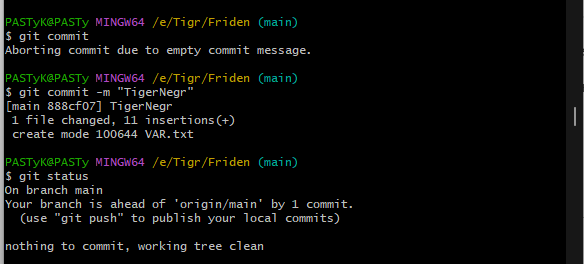 PASTyK@PASTy MINGW64 /e/Tigr/Friden (main)
$ git commit
Aborting commit due to empty commit message.
PASTyK@PASTy MINGW64 /e/Tigr/Friden (main)
$ git commit -m "TigerNegr"
[main 888cf07] TigerNegr
 1 file changed, 11 insertions(+)
 create mode 100644 VAR.txt
PASTyK@PASTy MINGW64 /e/Tigr/Friden (main)
$ git status
On branch main
Your branch is ahead of 'origin/main' by 1 commit.
  (use "git push" to publish your local commits)
nothing to commit, working tree clean